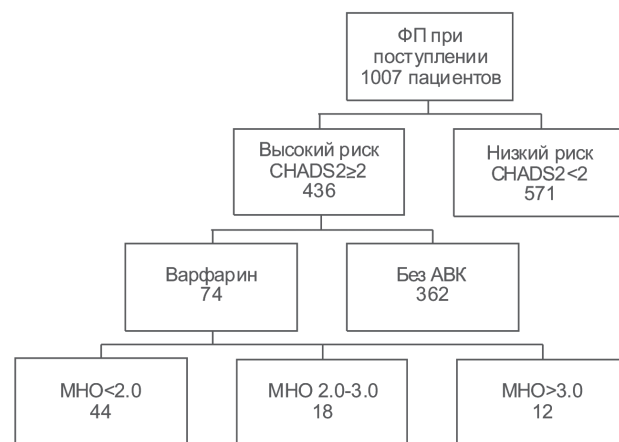 ФП при
поступлении
1007 пациентов
Высокий риск
CHADS2≥2
436
Низкий риск
CHADS2<2
571
Варфарин
74
Без АВК
362
МНО<2.0
44
МНО 2.0-3.0
18
МНО>3.0
12